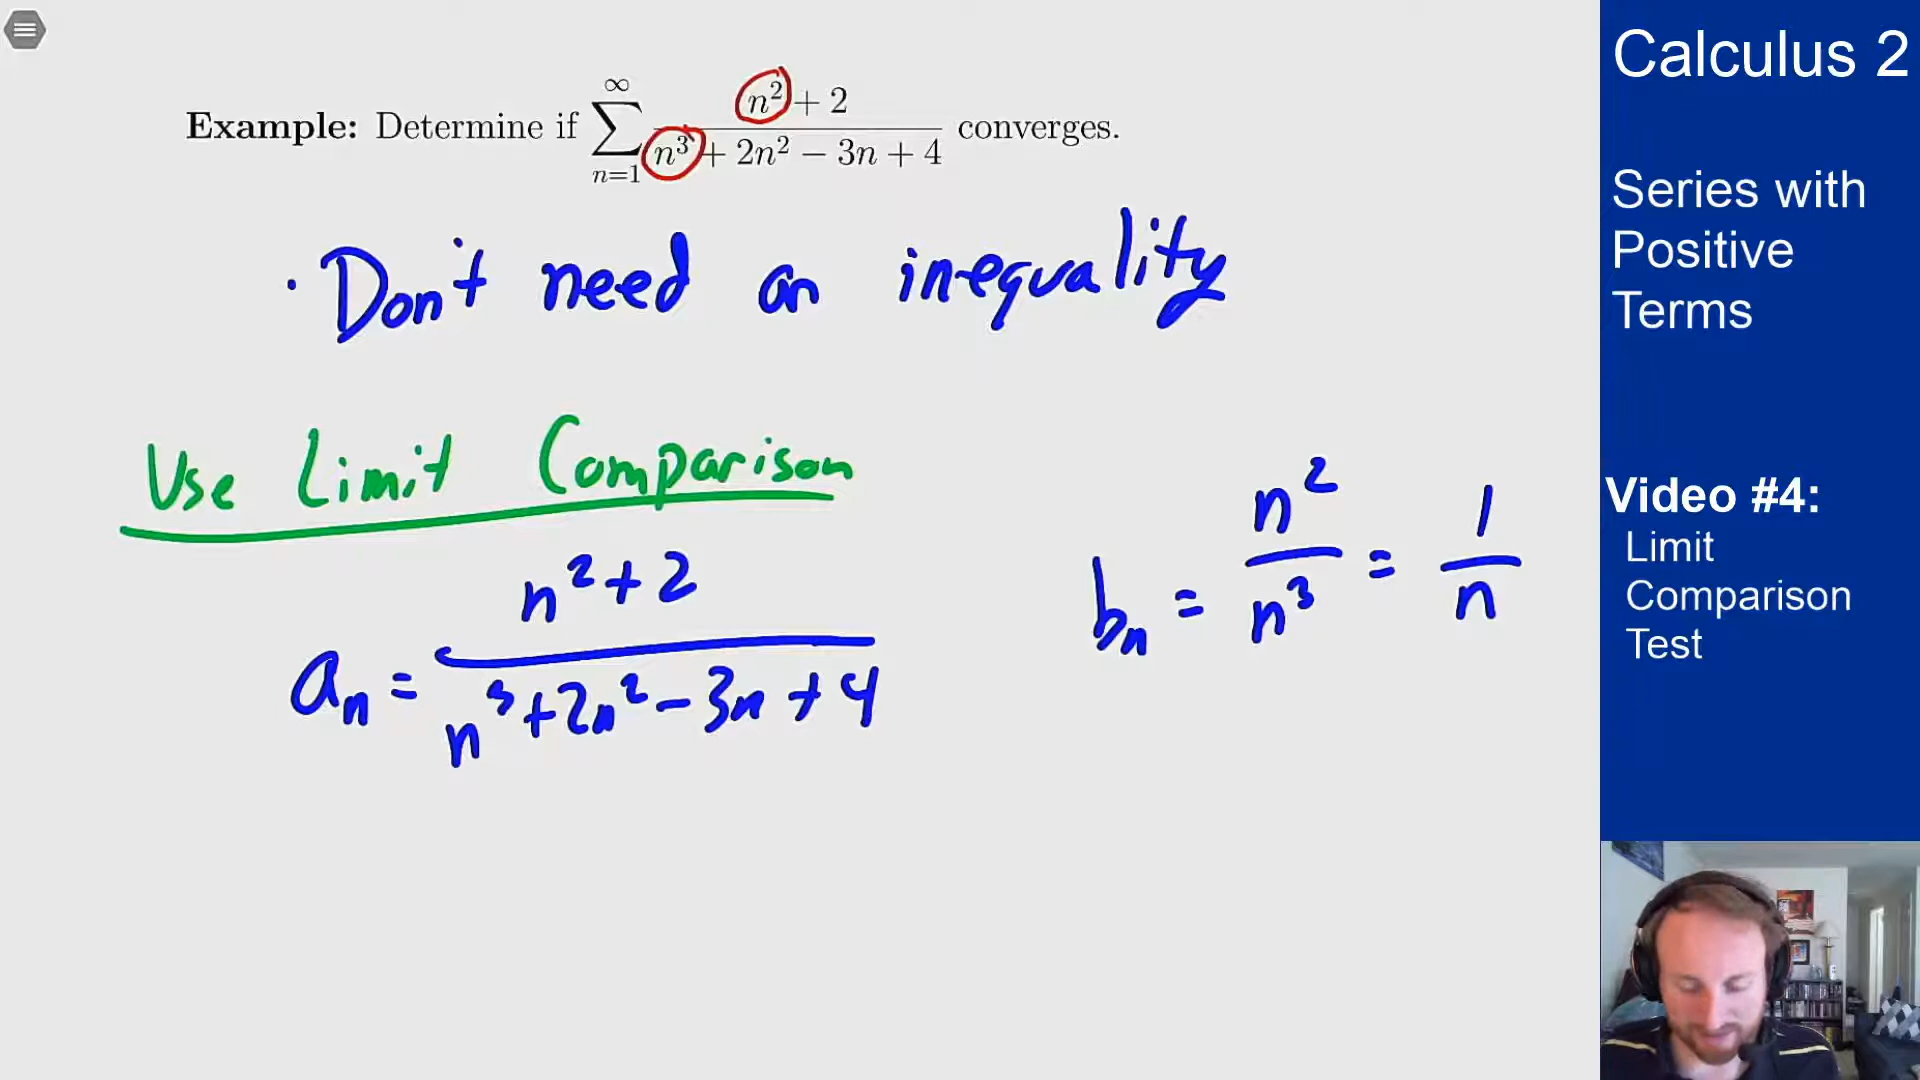 Example: Determine if ∑_{n=1}^{∞} (n² + 2)/(n³ + 2n² − 3n + 4) converges.
· Don't need an inequality
Use Limit Comparison
a_n = (n² + 2)/(n³ + 2n² − 3n + 4)
b_n = n²/n³ = 1/n
Calculus 2
Series with
Positive
Terms
Video #4:
Limit
Comparison
Test